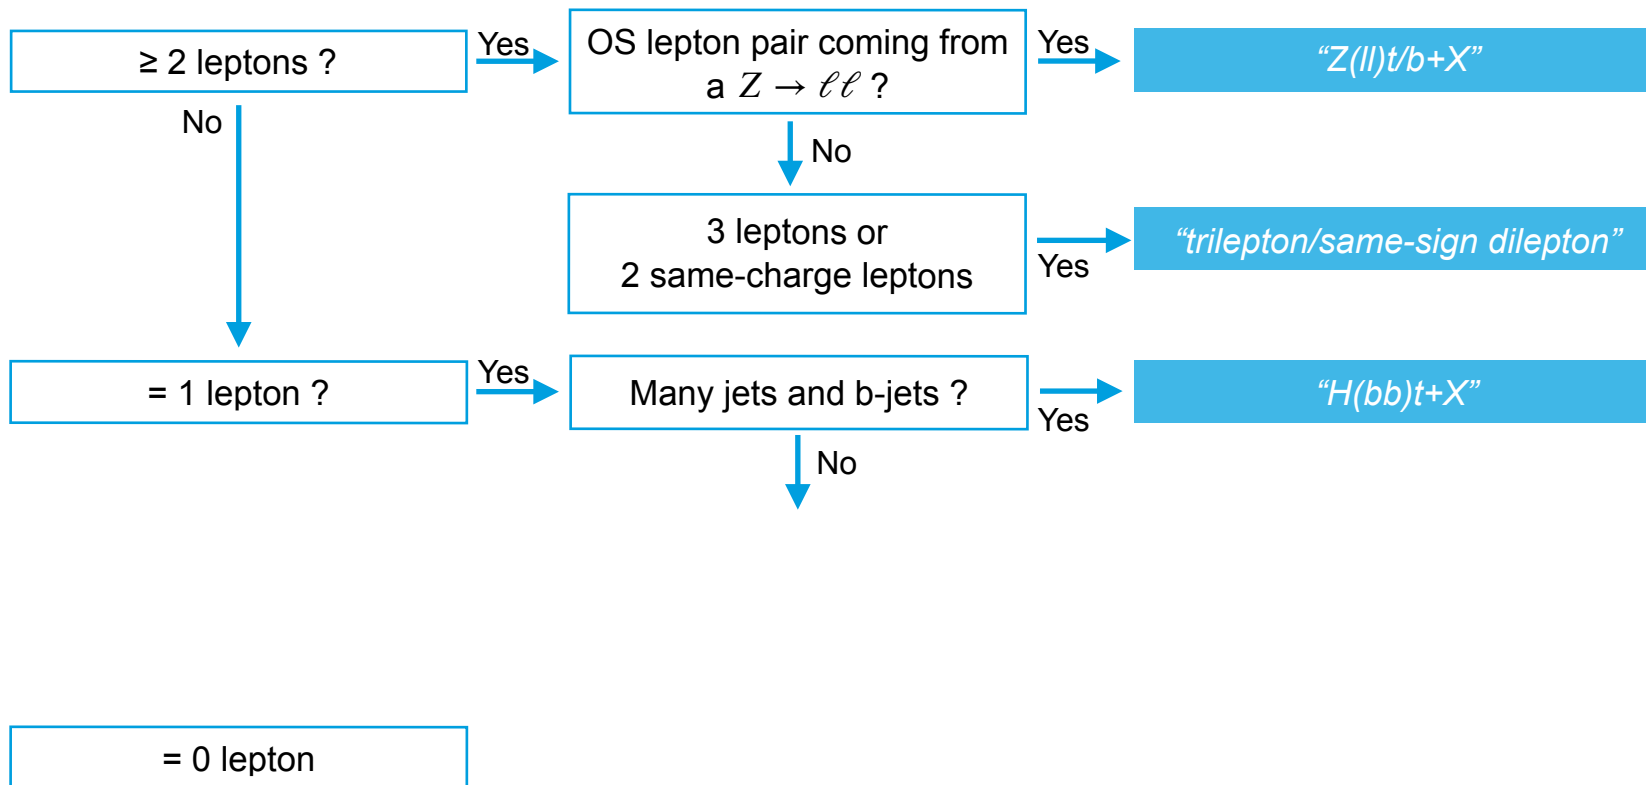 ≥ 2 leptons ?
Yes
OS lepton pair coming from
a Z → ℓℓ ?
Yes
“Z(ll)t/b+X”
No
No
3 leptons or
2 same-charge leptons
Yes
“trilepton/same-sign dilepton”
= 1 lepton ?
Yes
Many jets and b-jets ?
Yes
“H(bb)t+X”
No
= 0 lepton